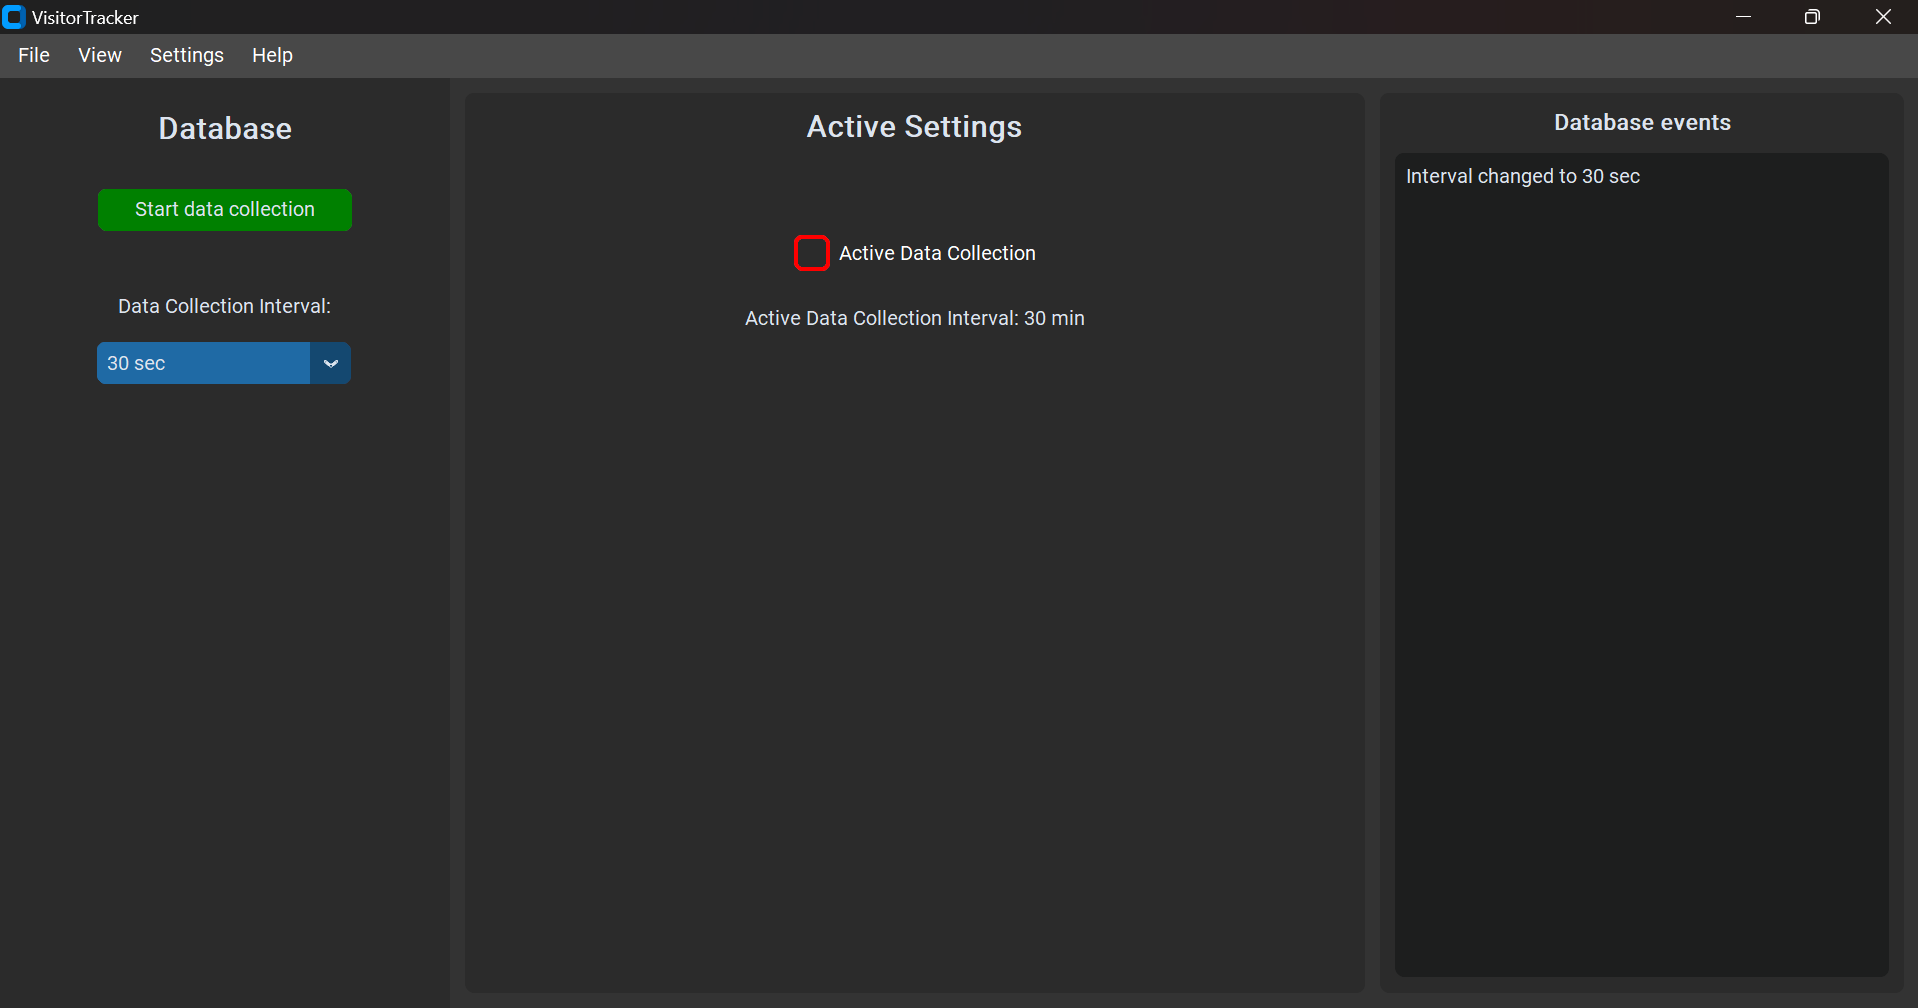 VisitorTracker
File View Settings Help
Database
Start data collection
Data Collection Interval:
30 sec
Active Settings
Active Data Collection
Active Data Collection Interval: 30 min
Database events
Interval changed to 30 sec